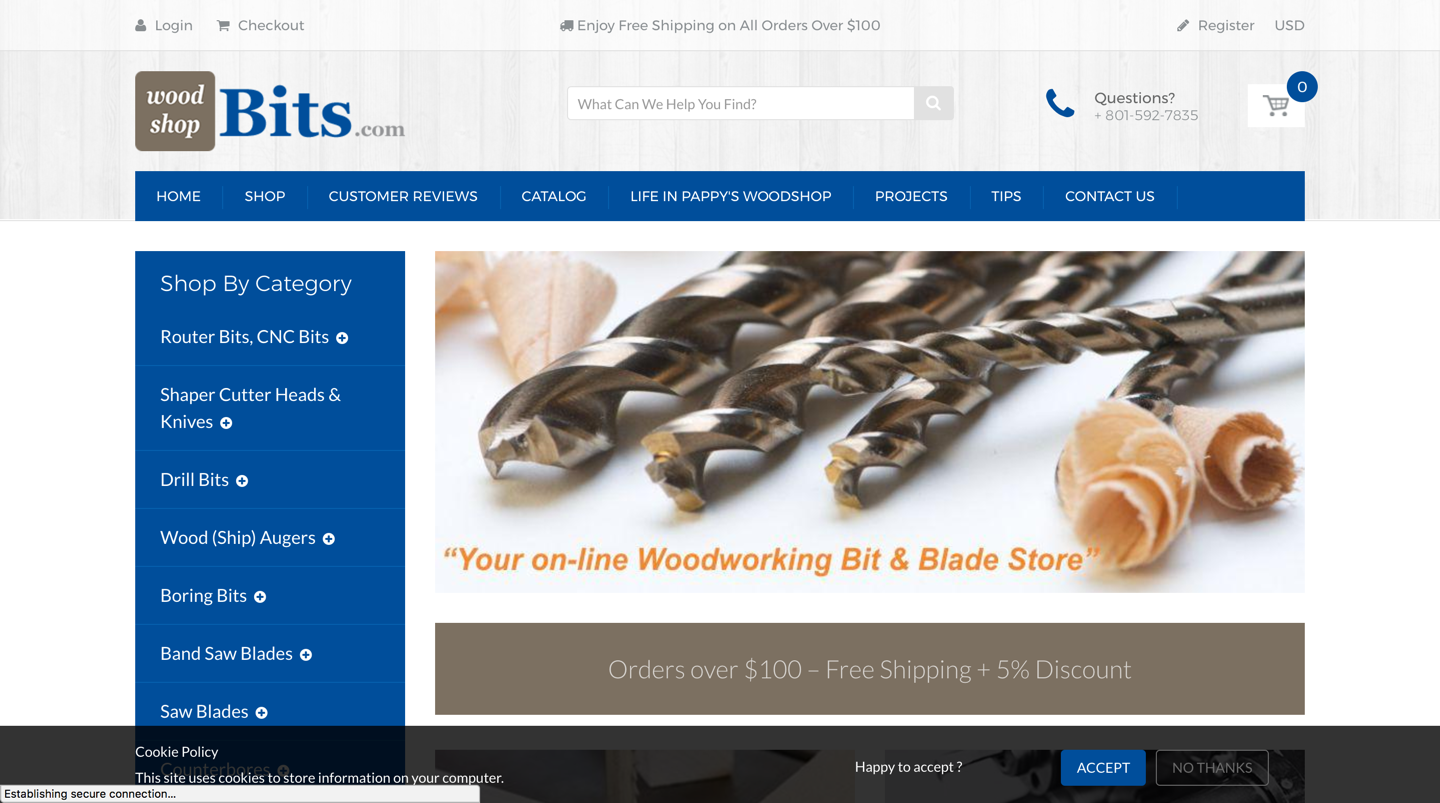 Login
Checkout
Enjoy Free Shipping on All Orders Over $100
Register
USD
wood
shop
Bits.com
What Can We Help You Find?
Questions?
+ 801-592-7835
0
HOME
SHOP
CUSTOMER REVIEWS
CATALOG
LIFE IN PAPPY'S WOODSHOP
PROJECTS
TIPS
CONTACT US
Shop By Category
Router Bits, CNC Bits
Shaper Cutter Heads &
Knives
Drill Bits
Wood (Ship) Augers
Boring Bits
Band Saw Blades
Saw Blades
Counterbores
“Your on-line Woodworking Bit & Blade Store”
Orders over $100 – Free Shipping + 5% Discount
Cookie Policy
This site uses cookies to store information on your computer.
Happy to accept ?
ACCEPT
NO THANKS
Establishing secure connection...